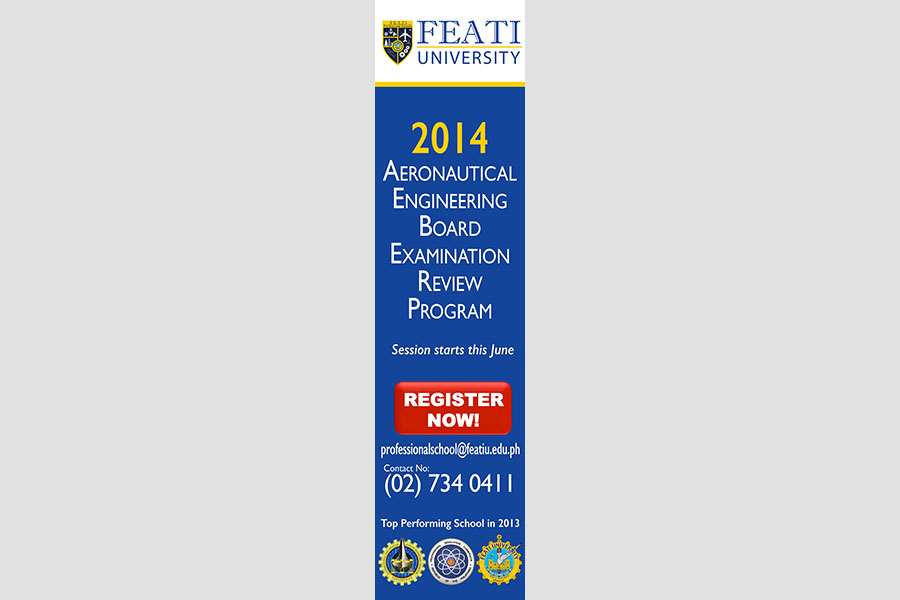 FEATI
UNIVERSITY
2014
AERONAUTICAL
ENGINEERING
BOARD
EXAMINATION
REVIEW
PROGRAM
Session starts this June
REGISTER
NOW!
professionalschool@featiu.edu.ph
Contact No:
(02) 734 0411
Top Performing School in 2013